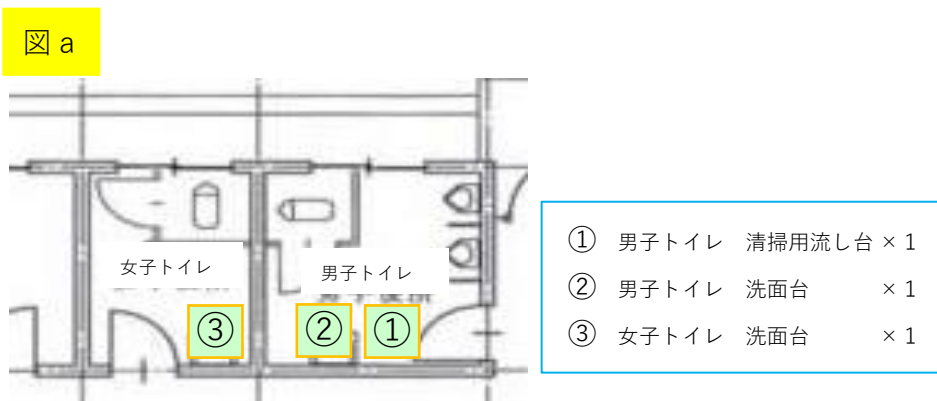 図 a
女子トイレ
男子トイレ
③
②
①
① 男子トイレ 清掃用流し台 × 1
② 男子トイレ 洗面台 × 1
③ 女子トイレ 洗面台 × 1